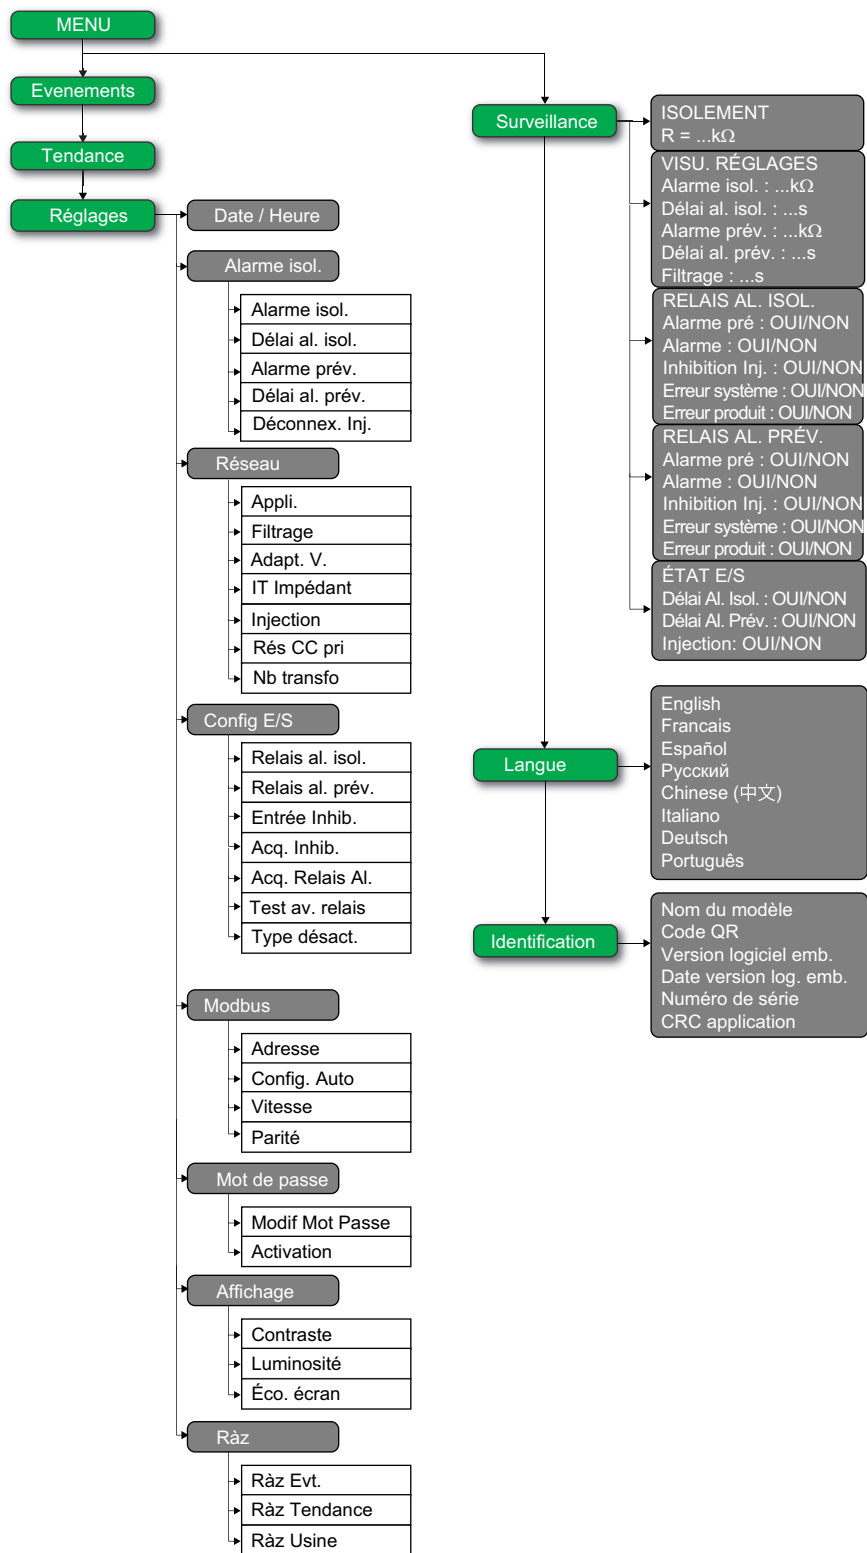 MENU
Evenements
Tendance
Réglages
Date / Heure
Alarme isol.
Alarme isol.
Délai al. isol.
Alarme prév.
Délai al. prév.
Déconnex. Inj.
Réseau
Appli.
Filtrage
Adapt. V.
IT Impédant
Injection
Rés CC pri
Nb transfo
Config E/S
Relais al. isol.
Relais al. prév.
Entrée Inhib.
Acq. Inhib.
Acq. Relais Al.
Test av. relais
Type désact.
Modbus
Adresse
Config. Auto
Vitesse
Parité
Mot de passe
Modif Mot Passe
Activation
Affichage
Contraste
Luminosité
Éco. écran
Ràz
Ràz Evt.
Ràz Tendance
Ràz Usine
Surveillance
ISOLEMENT
R = ...kΩ
VISU. RÉGLAGES
Alarme isol. : ...kΩ
Délai al. isol. : ...s
Alarme prév. : ...kΩ
Délai al. prév. : ...s
Filtrage : ...s
RELAIS AL. ISOL.
Alarme pré : OUI/NON
Alarme : OUI/NON
Inhibition Inj. : OUI/NON
Erreur système : OUI/NON
Erreur produit : OUI/NON
RELAIS AL. PRÉV.
Alarme pré : OUI/NON
Alarme : OUI/NON
Inhibition Inj. : OUI/NON
Erreur système : OUI/NON
Erreur produit : OUI/NON
ÉTAT E/S
Délai Al. Isol. : OUI/NON
Délai Al. Prév. : OUI/NON
Injection: OUI/NON
Langue
English
Francais
Español
Русский
Chinese (中文)
Italiano
Deutsch
Português
Identification
Nom du modèle
Code QR
Version logiciel emb.
Date version log. emb.
Numéro de série
CRC application